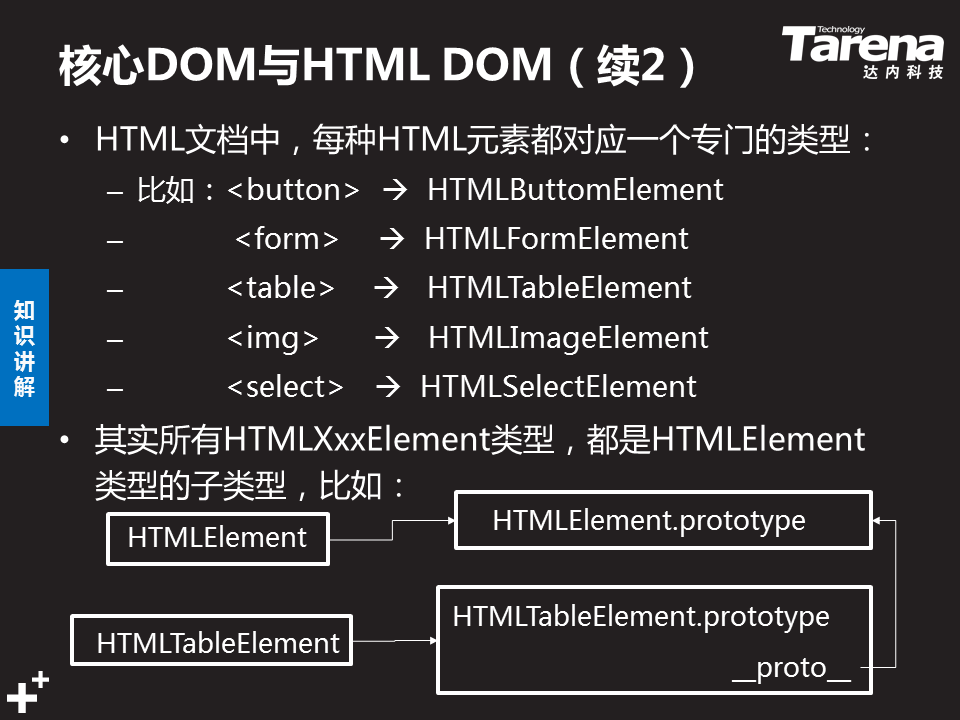 核心DOM与HTML DOM（续2）
Technology
Tarena
达内科技
• HTML文档中，每种HTML元素都对应一个专门的类型：
– 比如：<button> → HTMLButtomElement
– <form> → HTMLFormElement
– <table> → HTMLTableElement
– <img> → HTMLImageElement
– <select> → HTMLSelectElement
知识讲解
• 其实所有HTMLXxxElement类型，都是HTMLElement
类型的子类型，比如：
HTMLElement
HTMLElement.prototype
HTMLTableElement
HTMLTableElement.prototype
__proto__